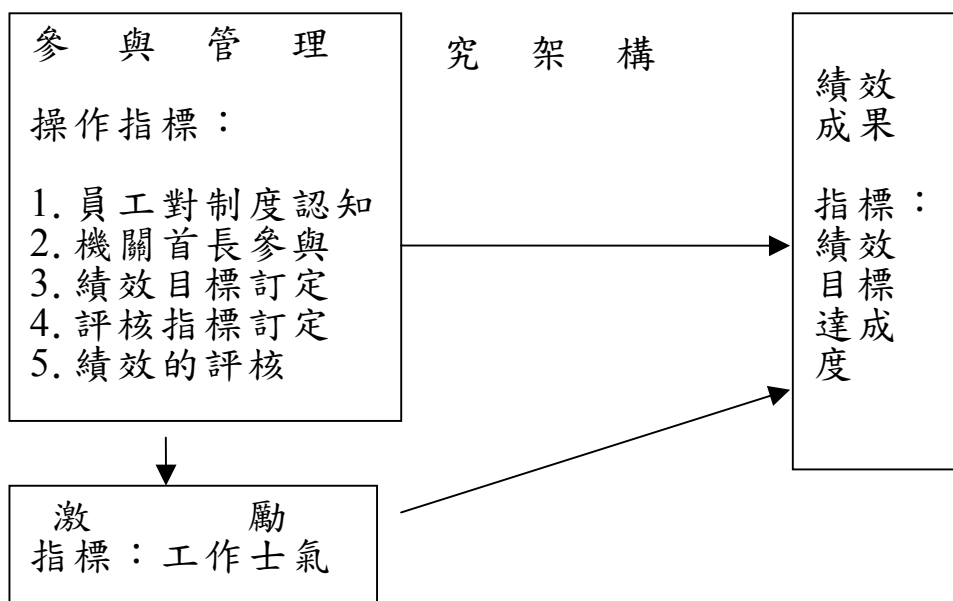 參與管理
究架構
操作指標：
1. 員工對制度認知
2. 機關首長參與
3. 績效目標訂定
4. 評核指標訂定
5. 績效的評核
績效
成果
指標：
績效
目標
達成
度
激勵
指標：工作士氣